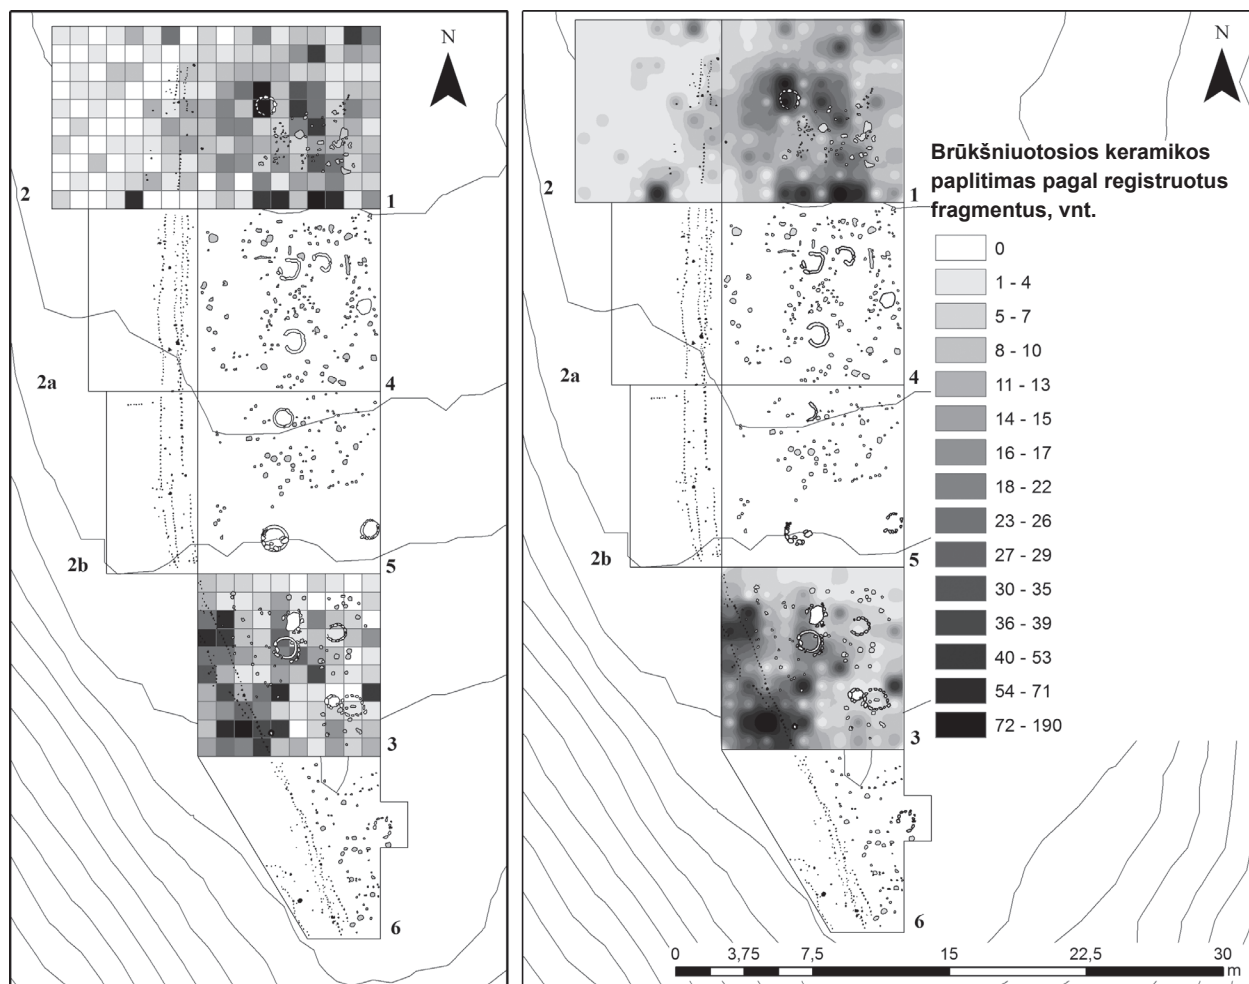 N
2
1
2a
4
2b
5
3
6
N
2
1
2a
4
2b
5
3
6
Brūkšniuotosios keramikos
paplitimas pagal registruotus
fragmentus, vnt.
0
1 - 4
5 - 7
8 - 10
11 - 13
14 - 15
16 - 17
18 - 22
23 - 26
27 - 29
30 - 35
36 - 39
40 - 53
54 - 71
72 - 190
0 3,75 7,5 15 22,5 30
m